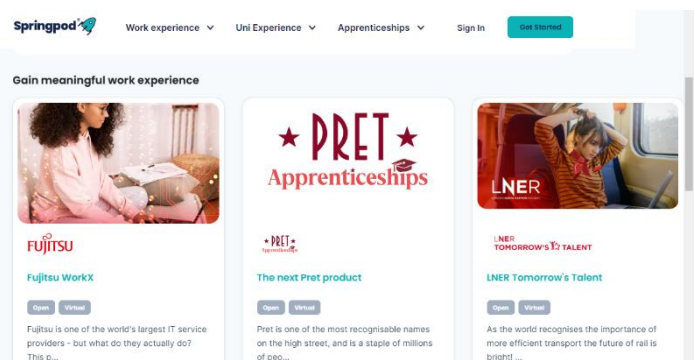 Springpod
Work experience
Uni Experience
Apprenticeships
Sign In
Get Started
Gain meaningful work experience
FUJITSU
Fujitsu WorkX
Open Virtual
Fujitsu is one of the world's largest IT service
providers - but what do they actually do?
This p...
PRET
Apprenticeships
PRET
Apprenticeships
The next Pret product
Open Virtual
Pret is one of the most recognisable names
on the high street, and is a staple of millions
of peo...
LNER
LNER
TOMORROW'S TALENT
LNER Tomorrow's Talent
Open Virtual
As the world recognises the importance of
more efficient transport the future of rail is
bright! ...